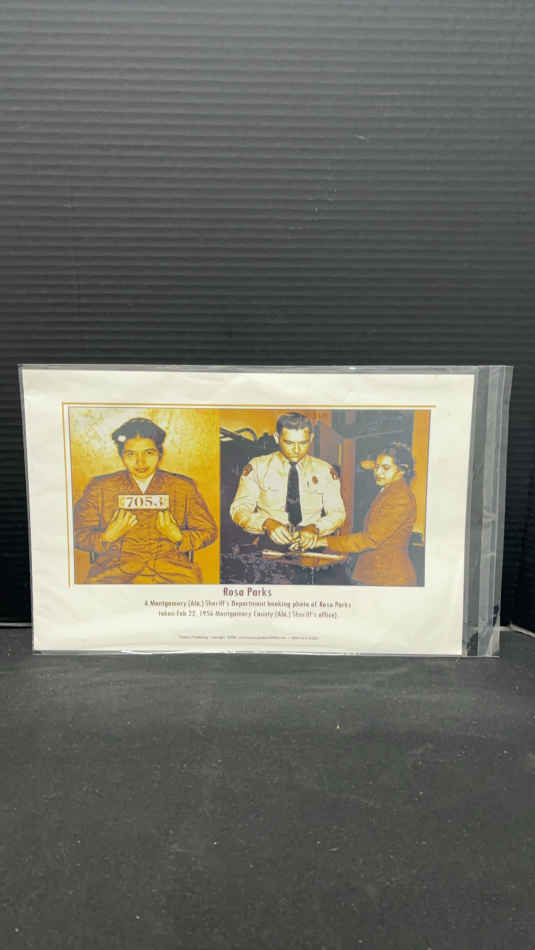 7053
Rosa Parks
A Montgomery (Ala.) Sheriff's Department booking photo of Rosa Parks
taken Feb 22, 1956 Montgomery County (Ala.) Sheriff's office).